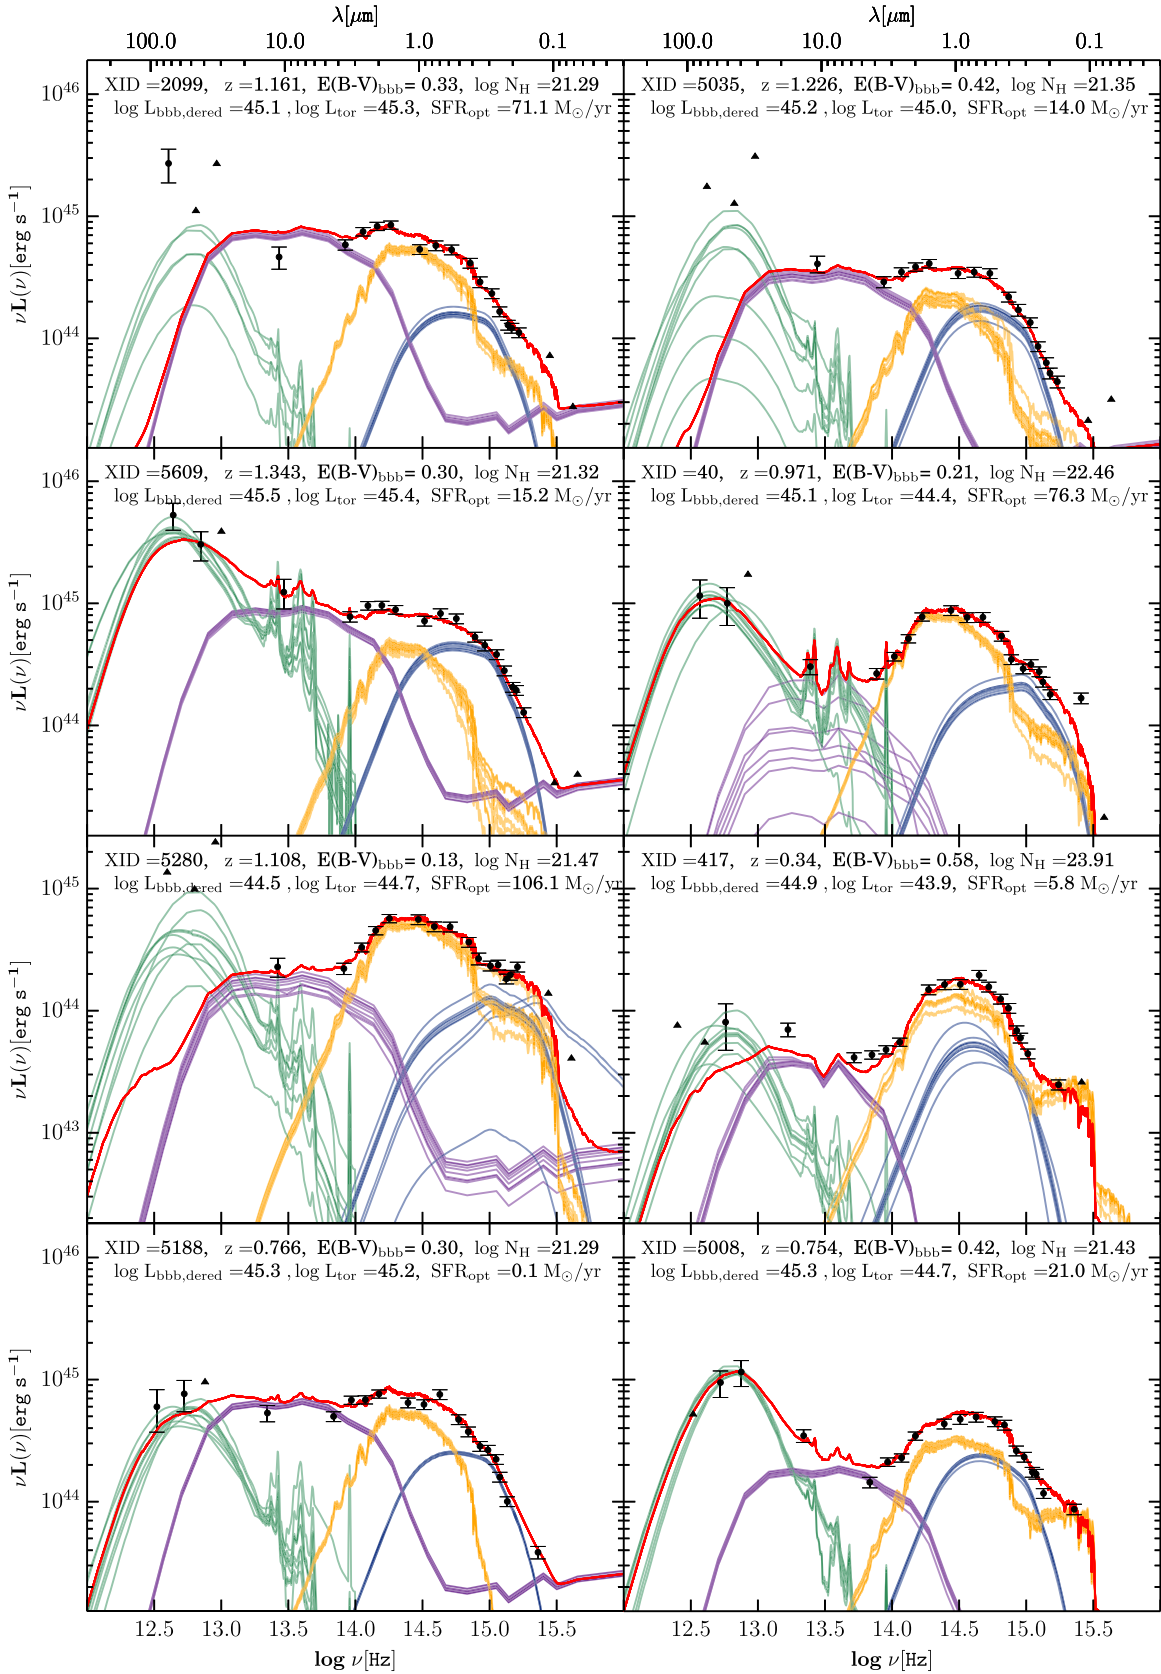 λ[μm] λ[μm]
100.0 10.0 1.0 0.1 100.0 10.0 1.0 0.1
XID =2099, z =1.161, E(B-V)bbb = 0.33, log NH =21.29
log Lbbb,dered =45.1 , log Ltor =45.3, SFRopt =71.1 M⊙/yr
XID =5035, z =1.226, E(B-V)bbb = 0.42, log NH =21.35
log Lbbb,dered =45.2 , log Ltor =45.0, SFRopt =14.0 M⊙/yr
10^46
10^45
10^44
νL(ν)[erg s^−1]
XID =5609, z =1.343, E(B-V)bbb = 0.30, log NH =21.32
log Lbbb,dered =45.5 , log Ltor =45.4, SFRopt =15.2 M⊙/yr
XID =40, z =0.971, E(B-V)bbb = 0.21, log NH =22.46
log Lbbb,dered =45.1 , log Ltor =44.4, SFRopt =76.3 M⊙/yr
10^46
10^45
10^44
νL(ν)[erg s^−1]
XID =5280, z =1.108, E(B-V)bbb = 0.13, log NH =21.47
log Lbbb,dered =44.5 , log Ltor =44.7, SFRopt =106.1 M⊙/yr
XID =417, z =0.34, E(B-V)bbb = 0.58, log NH =23.91
log Lbbb,dered =44.9 , log Ltor =43.9, SFRopt =5.8 M⊙/yr
10^45
10^44
10^43
νL(ν)[erg s^−1]
XID =5188, z =0.766, E(B-V)bbb = 0.30, log NH =21.29
log Lbbb,dered =45.3 , log Ltor =45.2, SFRopt =0.1 M⊙/yr
XID =5008, z =0.754, E(B-V)bbb = 0.42, log NH =21.43
log Lbbb,dered =45.3 , log Ltor =44.7, SFRopt =21.0 M⊙/yr
10^46
10^45
10^44
νL(ν)[erg s^−1]
12.5 13.0 13.5 14.0 14.5 15.0 15.5 12.5 13.0 13.5 14.0 14.5 15.0 15.5
log ν[Hz] log ν[Hz]